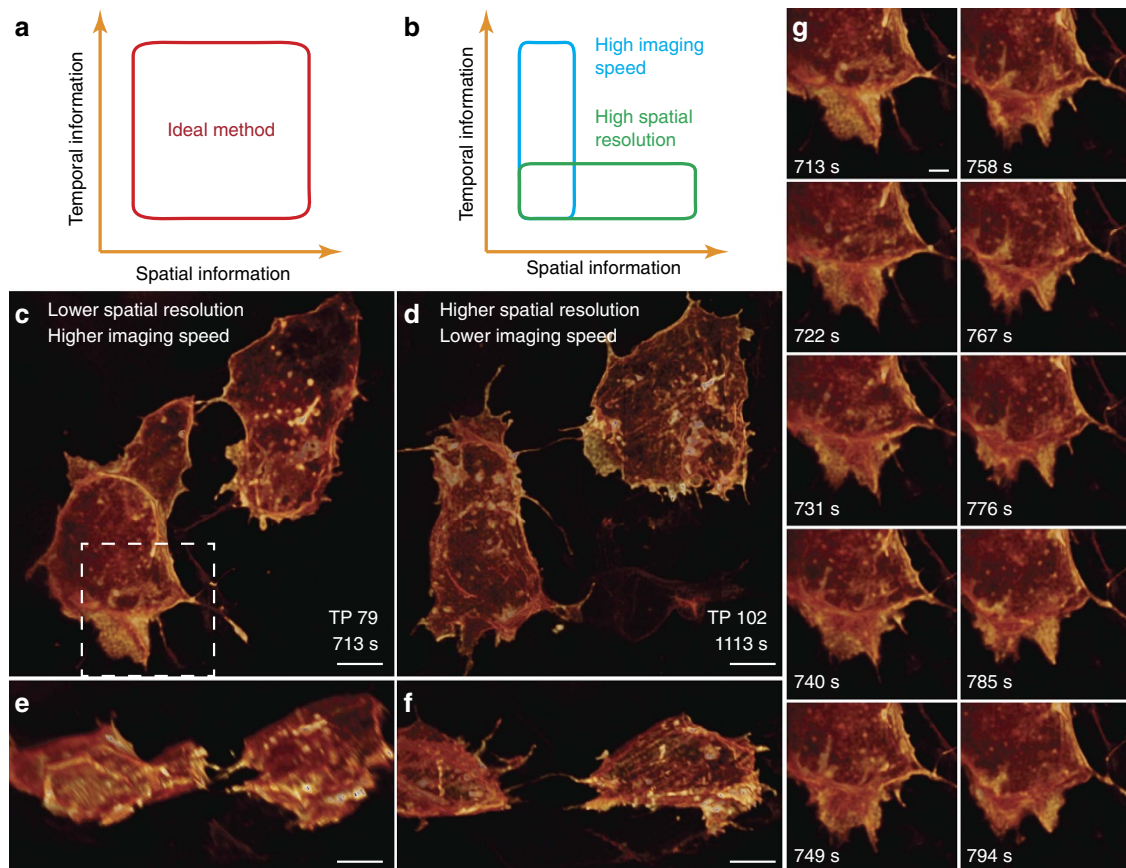 a
Temporal information
Ideal method
Spatial information
b
Temporal information
High imaging
speed
High spatial
resolution
Spatial information
c
Lower spatial resolution
Higher imaging speed
TP 79
713 s
d
Higher spatial resolution
Lower imaging speed
TP 102
1113 s
e
f
g
713 s
758 s
722 s
767 s
731 s
776 s
740 s
785 s
749 s
794 s